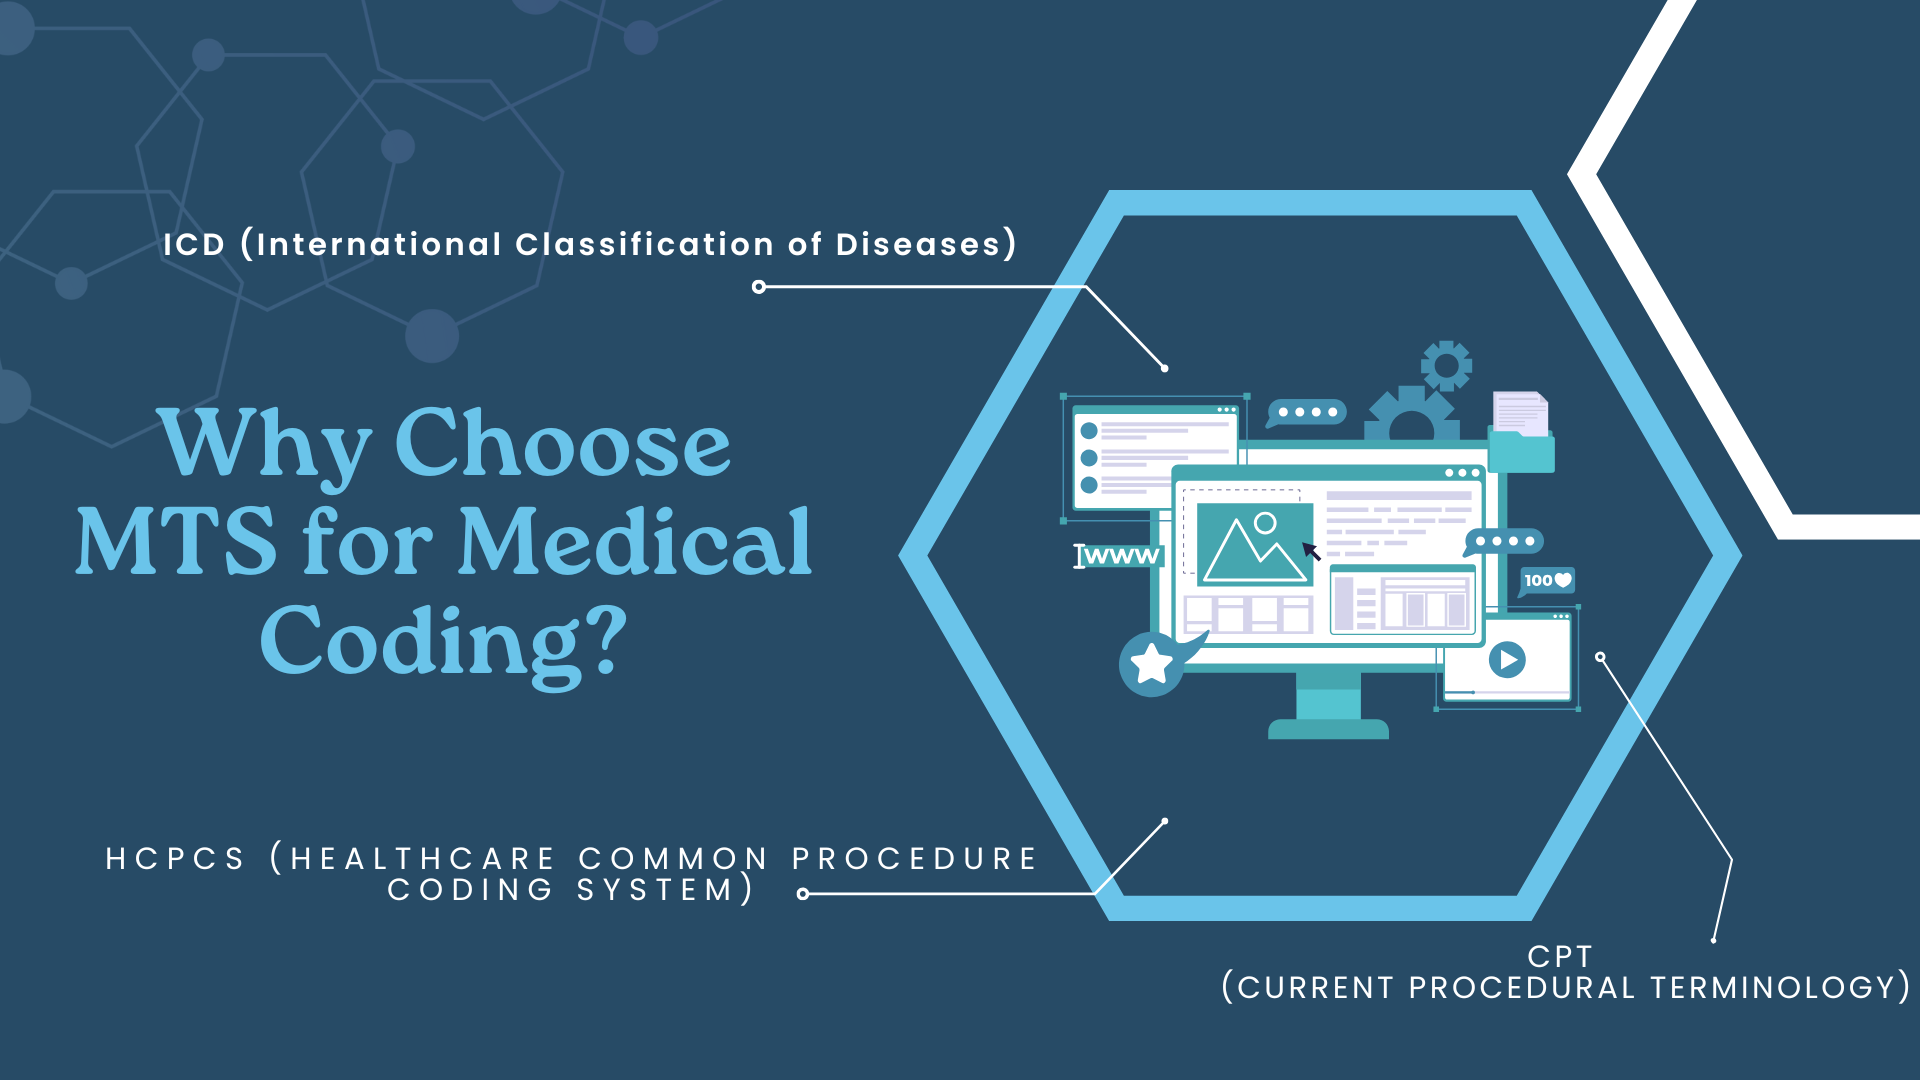 ICD (International Classification of Diseases)
Why Choose
MTS for Medical
Coding?
WWW
100
HCPCS (HEALTHCARE COMMON PROCEDURE
CODING SYSTEM)
CPT
(CURRENT PROCEDURAL TERMINOLOGY)